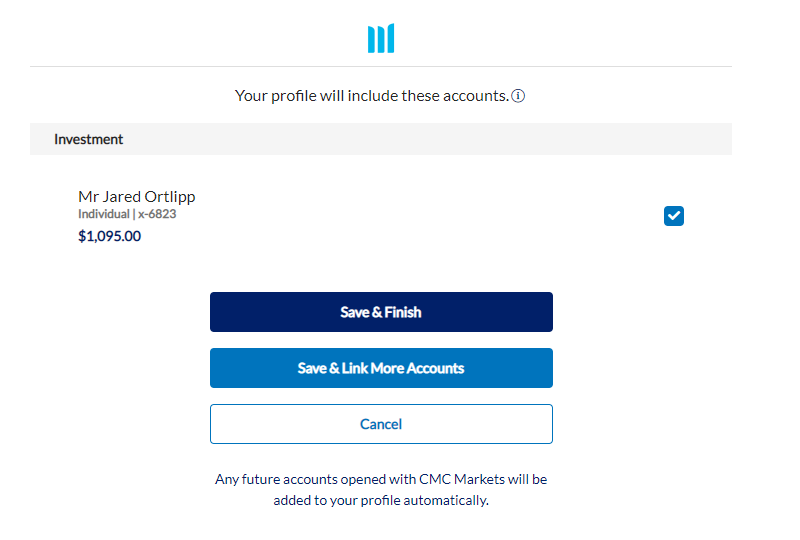 Your profile will include these accounts.
Investment
Mr Jared Ortlipp
Individual | x-6823
$1,095.00
Save & Finish
Save & Link More Accounts
Cancel
Any future accounts opened with CMC Markets will be
added to your profile automatically.